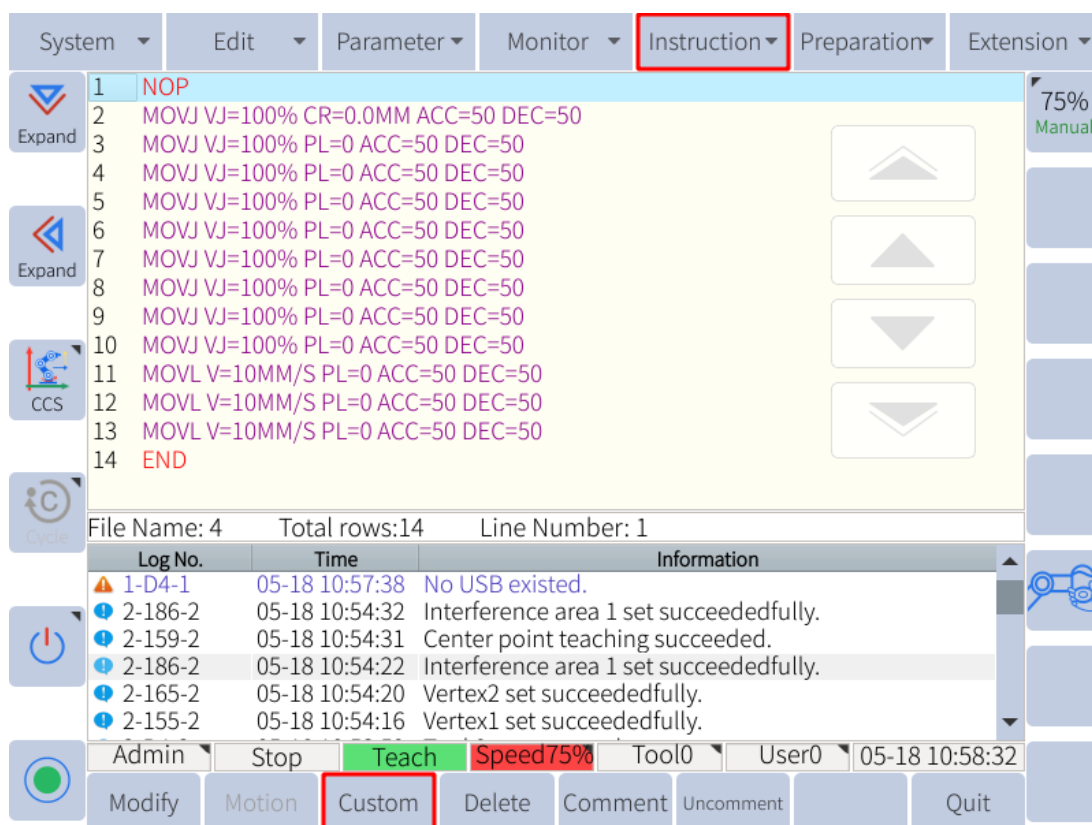 System Edit Parameter Monitor Instruction Preparation Extension
Expand
Expand
CCS
Cycle
1 NOP
2 MOVJ VJ=100% CR=0.0MM ACC=50 DEC=50
3 MOVJ VJ=100% PL=0 ACC=50 DEC=50
4 MOVJ VJ=100% PL=0 ACC=50 DEC=50
5 MOVJ VJ=100% PL=0 ACC=50 DEC=50
6 MOVJ VJ=100% PL=0 ACC=50 DEC=50
7 MOVJ VJ=100% PL=0 ACC=50 DEC=50
8 MOVJ VJ=100% PL=0 ACC=50 DEC=50
9 MOVJ VJ=100% PL=0 ACC=50 DEC=50
10 MOVJ VJ=100% PL=0 ACC=50 DEC=50
11 MOVL V=10MM/S PL=0 ACC=50 DEC=50
12 MOVL V=10MM/S PL=0 ACC=50 DEC=50
13 MOVL V=10MM/S PL=0 ACC=50 DEC=50
14 END
75%
Manual
File Name: 4 Total rows:14 Line Number: 1
Log No. Time Information
1-D4-1 05-18 10:57:38 No USB existed.
2-186-2 05-18 10:54:32 Interference area 1 set succeededfully.
2-159-2 05-18 10:54:31 Center point teaching succeeded.
2-186-2 05-18 10:54:22 Interference area 1 set succeededfully.
2-165-2 05-18 10:54:20 Vertex2 set succeededfully.
2-155-2 05-18 10:54:16 Vertex1 set succeededfully.
Admin Stop Teach Speed75% Tool0 User0 05-18 10:58:32
Modify Motion Custom Delete Comment Uncomment Quit